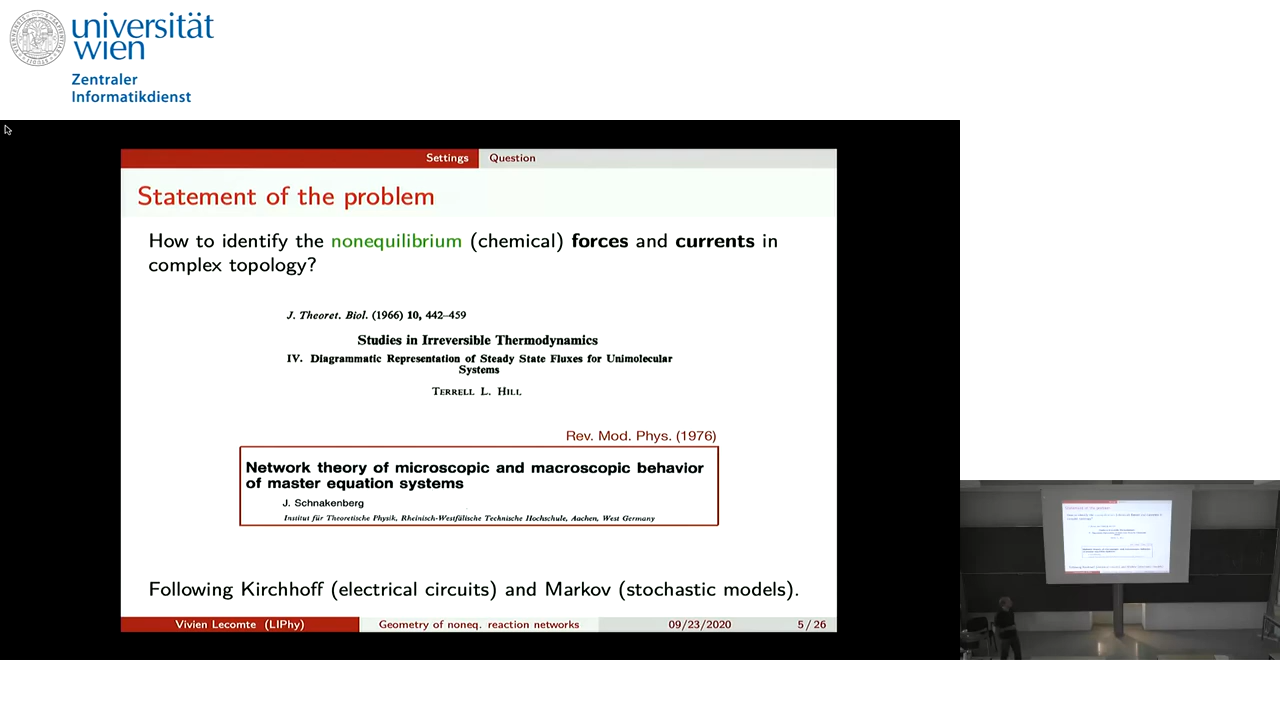 universität
wien
Zentraler
Informatikdienst
Settings
Question
Statement of the problem
How to identify the nonequilibrium (chemical) forces and currents in
complex topology?
J. Theoret. Biol. (1966) 10, 442–459
Studies in Irreversible Thermodynamics
IV. Diagrammatic Representation of Steady State Fluxes for Unimolecular
Systems
TERRELL L. HILL
Rev. Mod. Phys. (1976)
Network theory of microscopic and macroscopic behavior
of master equation systems
J. Schnakenberg
Institut für Theoretische Physik, Rheinisch-Westfälische Technische Hochschule, Aachen, West Germany
Following Kirchhoff (electrical circuits) and Markov (stochastic models).
Vivien Lecomte (LIPhy)
Geometry of noneq. reaction networks
09/23/2020
5 / 26